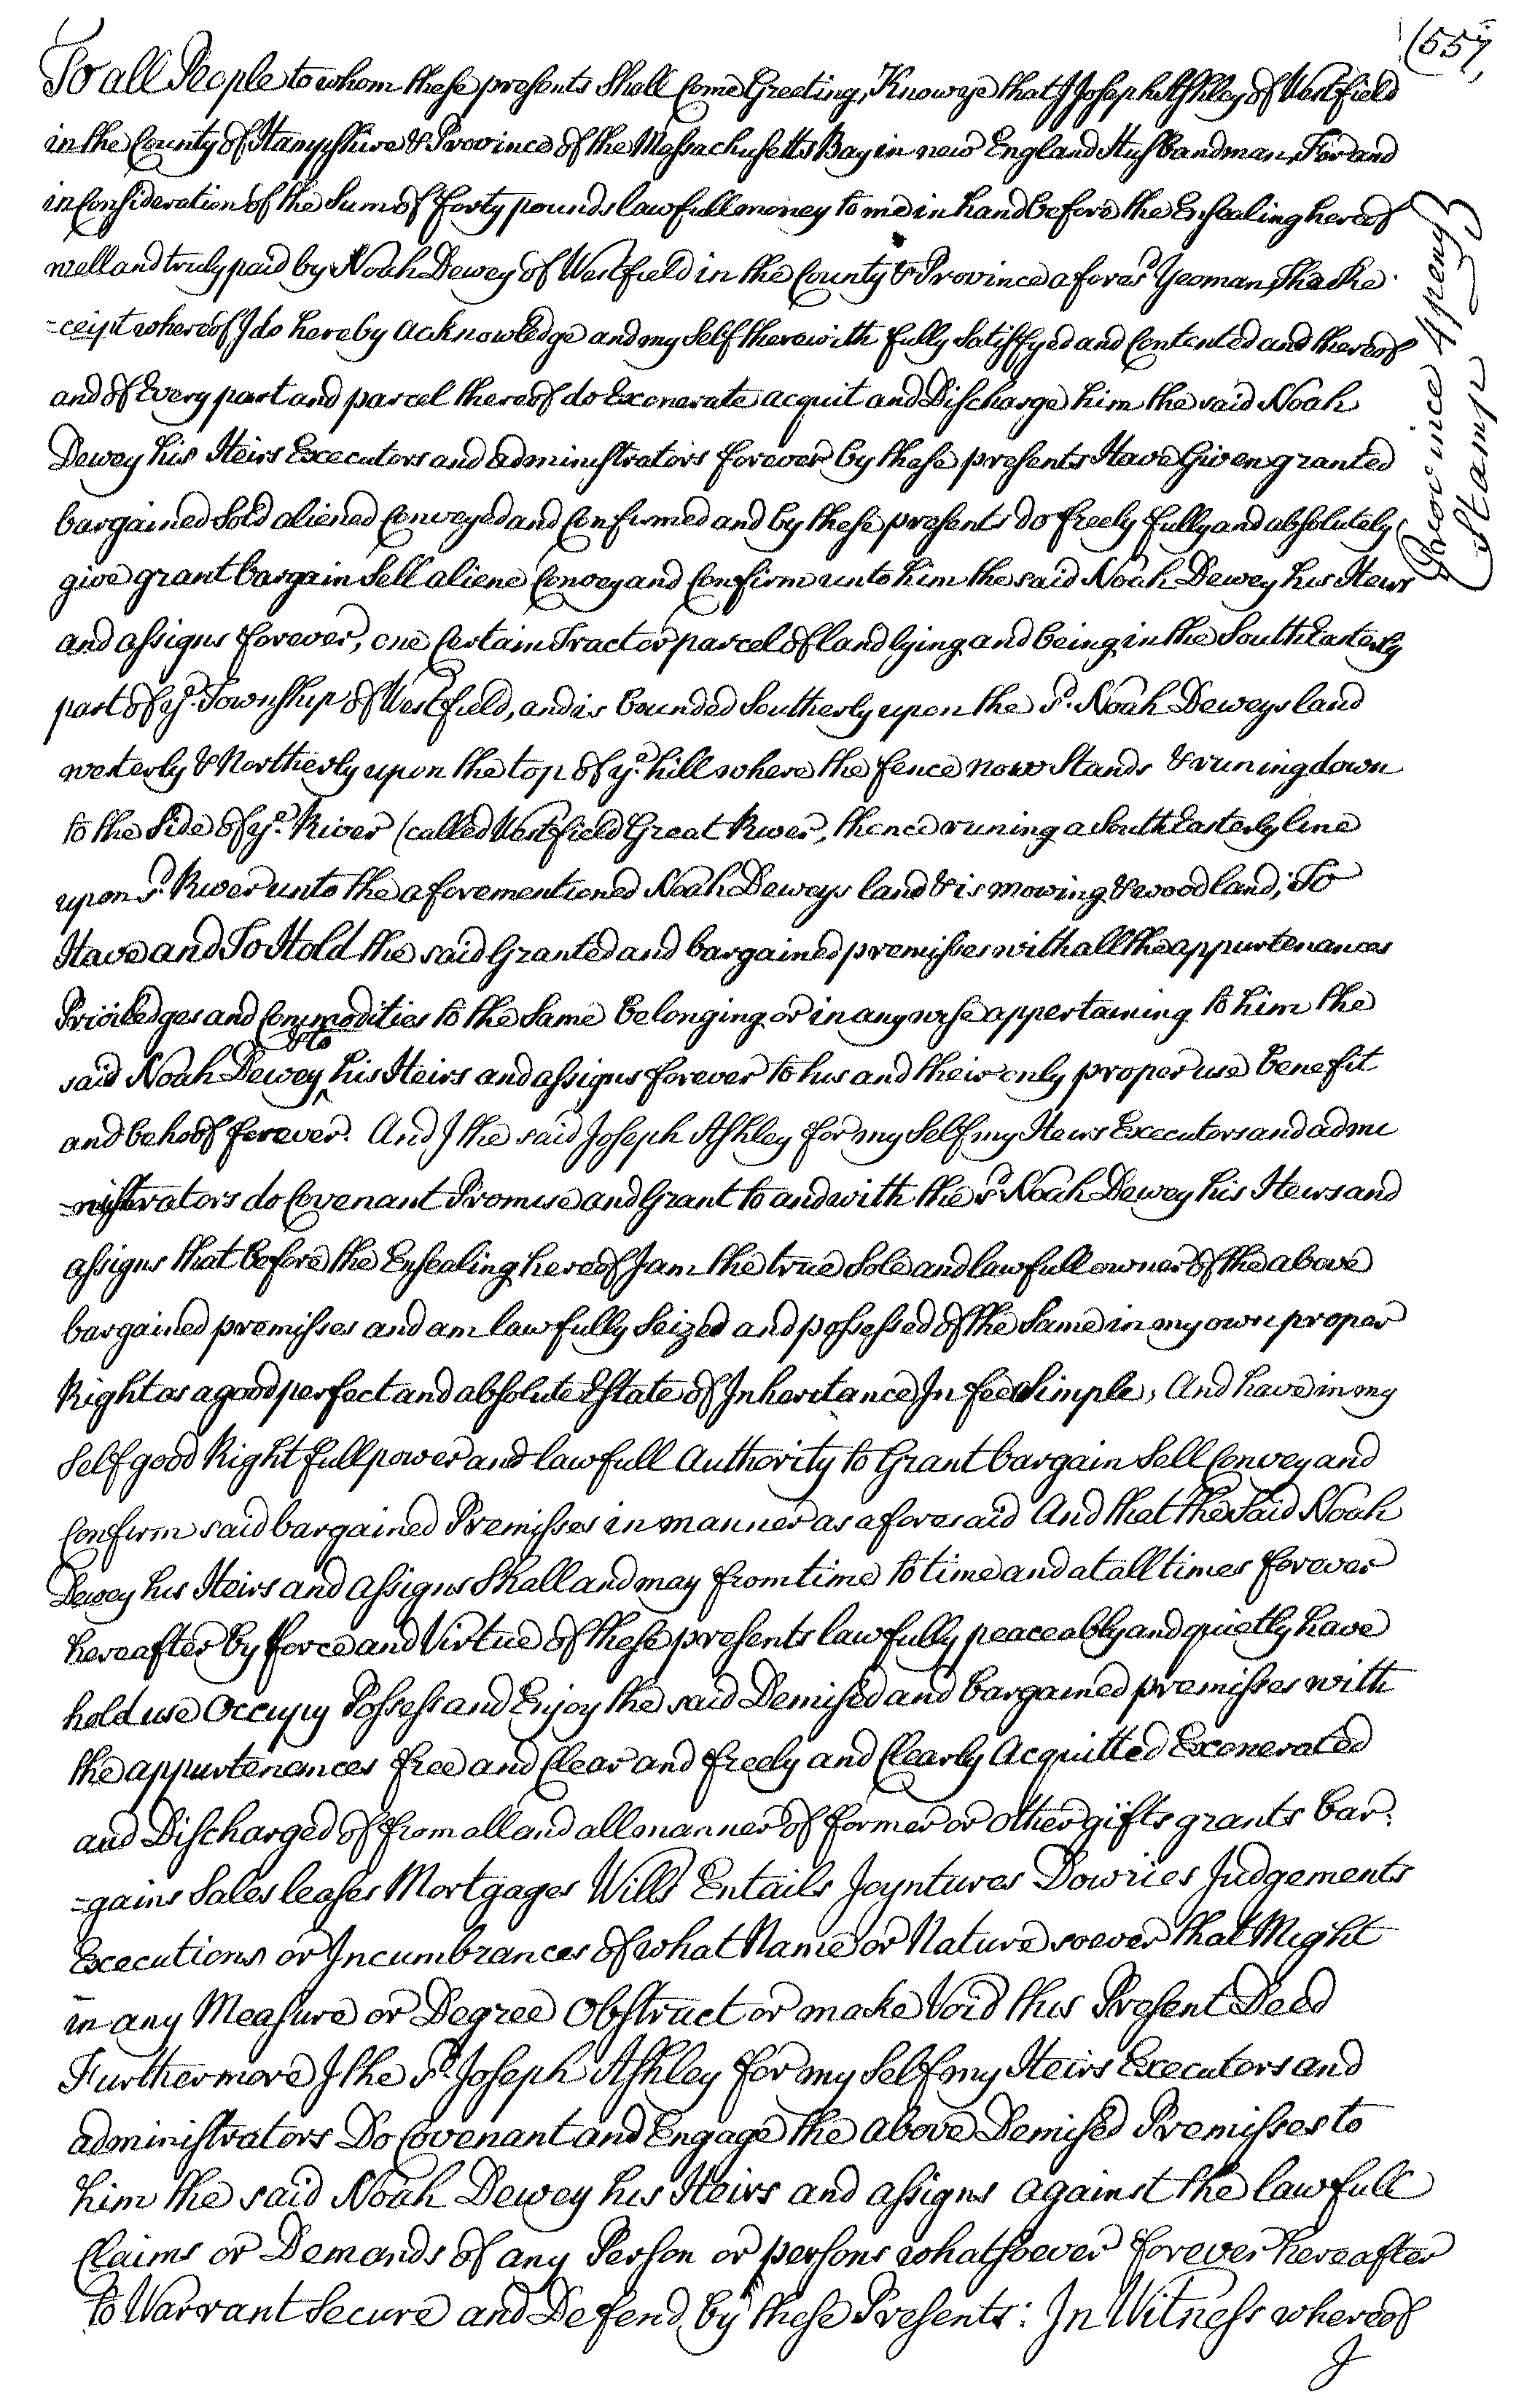 (557)
To all People to whom these presents Shall Come Greeting, Know ye that I Joseph Ashley of Westfield
in the County of Hampshire & Province of the Massachusetts Bay in new England Husbandman, For and
in Consideration of the Sum of forty pounds lawfull money to me in hand before the Ensealing hereof
well and truly paid by Noah Dewey of Westfield in the County & Province afores.d Yeoman, The Re
=ceipt whereof I do hereby acknowledge and my Self therewith fully Satisfyed and Contented and thereof
and of Every part and parcel thereof do Exonerate acquit and Discharge him the said Noah
Dewey his Heirs Executors and administrators forever by these presents Have Given granted
bargained Sold aliened Conveyed and Confirmed and by these presents do freely fully and absolutely
give grant bargain Sell aliene Convey and Confirm unto him the said Noah Dewey his Heirs
and assigns forever, one Certain Tract or parcel of land lying and being in the South Easterly
part of y.e Township of Westfield, and is bounded Southerly upon the s.d Noah Deweys land
westerly & Northerly upon the top of y.e hill where the fence now Stands & runing down
to the Side of y.e River (called Westfield Great River, thence runing a South Easterly line
upon s.d River unto the aforementioned Noah Deweys land & is mowing & wood land; To
Have and To Hold the said Granted and bargained premisses with all the appurtenances
Priviledges and Commodities to the Same belonging or in any wise appertaining to him the
said Noah Dewey & to his Heirs and assigns forever to his and their only proper use benefit
and behoof forever. And I the said Joseph Ashley for my Self my Heirs Executors and admi
=nistrators do Covenant Promise and Grant to and with the s.d Noah Dewey his Heirs and
assigns that before the Ensealing hereof I am the true Sole and lawfull owner of the above
bargained premisses and am lawfully Seized and possessed of the Same in my own proper
Right as a good perfect and absolute Estate of Inheritance In fee Simple; And have in my
Self good Right full power and lawfull Authority to Grant bargain Sell Convey and
Confirm said bargained Premisses in manner as aforesaid And that the Said Noah
Dewey his Heirs and assigns Shall and may from time to time and at all times forever
hereafter by force and Virtue of these presents lawfully peaceably and quietly have
hold use Occupy Possess and Enjoy the said Demised and bargained premisses with
the appurtenances free and Clear and freely and Clearly Acquitted Exonerated
and Discharged of from all and all manner of former or other gifts grants bar:
=gains Sales leases Mortgages Wills Entails Joyntures Dowries Judgements
Executions or Incumbrances of what Name or Nature soever that Might
in any Measure or Degree Obstruct or make Void this Present Deed
Furthermore I the s.d Joseph Ashley for my Self my Heirs Executors and
administrators Do Covenant and Engage the above Demised Premisses to
him the said Noah Dewey his Heirs and assigns against the lawfull
Claims or Demands of any Person or persons whatsoever forever hereafter
to Warrant Secure and Defend by these Presents: In Witness whereof
I
Province 4 peny
Stamp